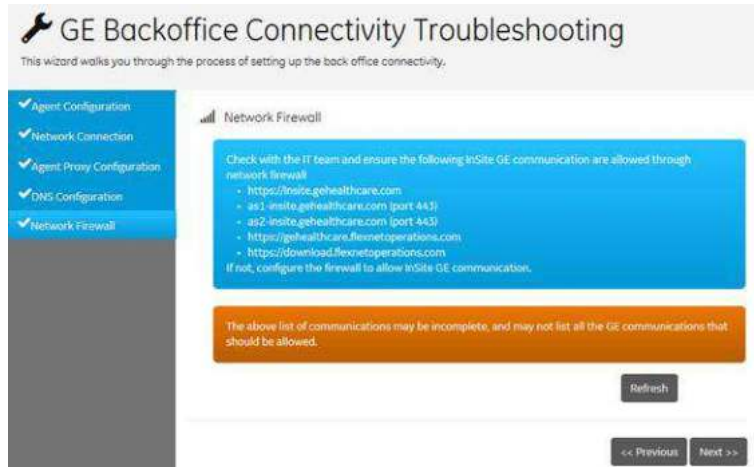 GE Backoffice Connectivity Troubleshooting
This wizard walks you through the process of setting up the back office connectivity.
Agent Configuration
Network Connection
Agent Proxy Configuration
DNS Configuration
Network Firewall
Network Firewall
Check with the IT team and ensure the following InSite GE communication are allowed through
network firewall
https://insite.gehealthcare.com
as1-insite.gehealthcare.com (port 443)
as2-insite.gehealthcare.com (port 443)
https://gehealthcare.flexnetoperations.com
https://download.flexnetoperations.com
If not, configure the firewall to allow InSite GE communication.
The above list of communications may be incomplete, and may not list all the GE communications that
should be allowed.
Refresh
<< Previous
Next >>